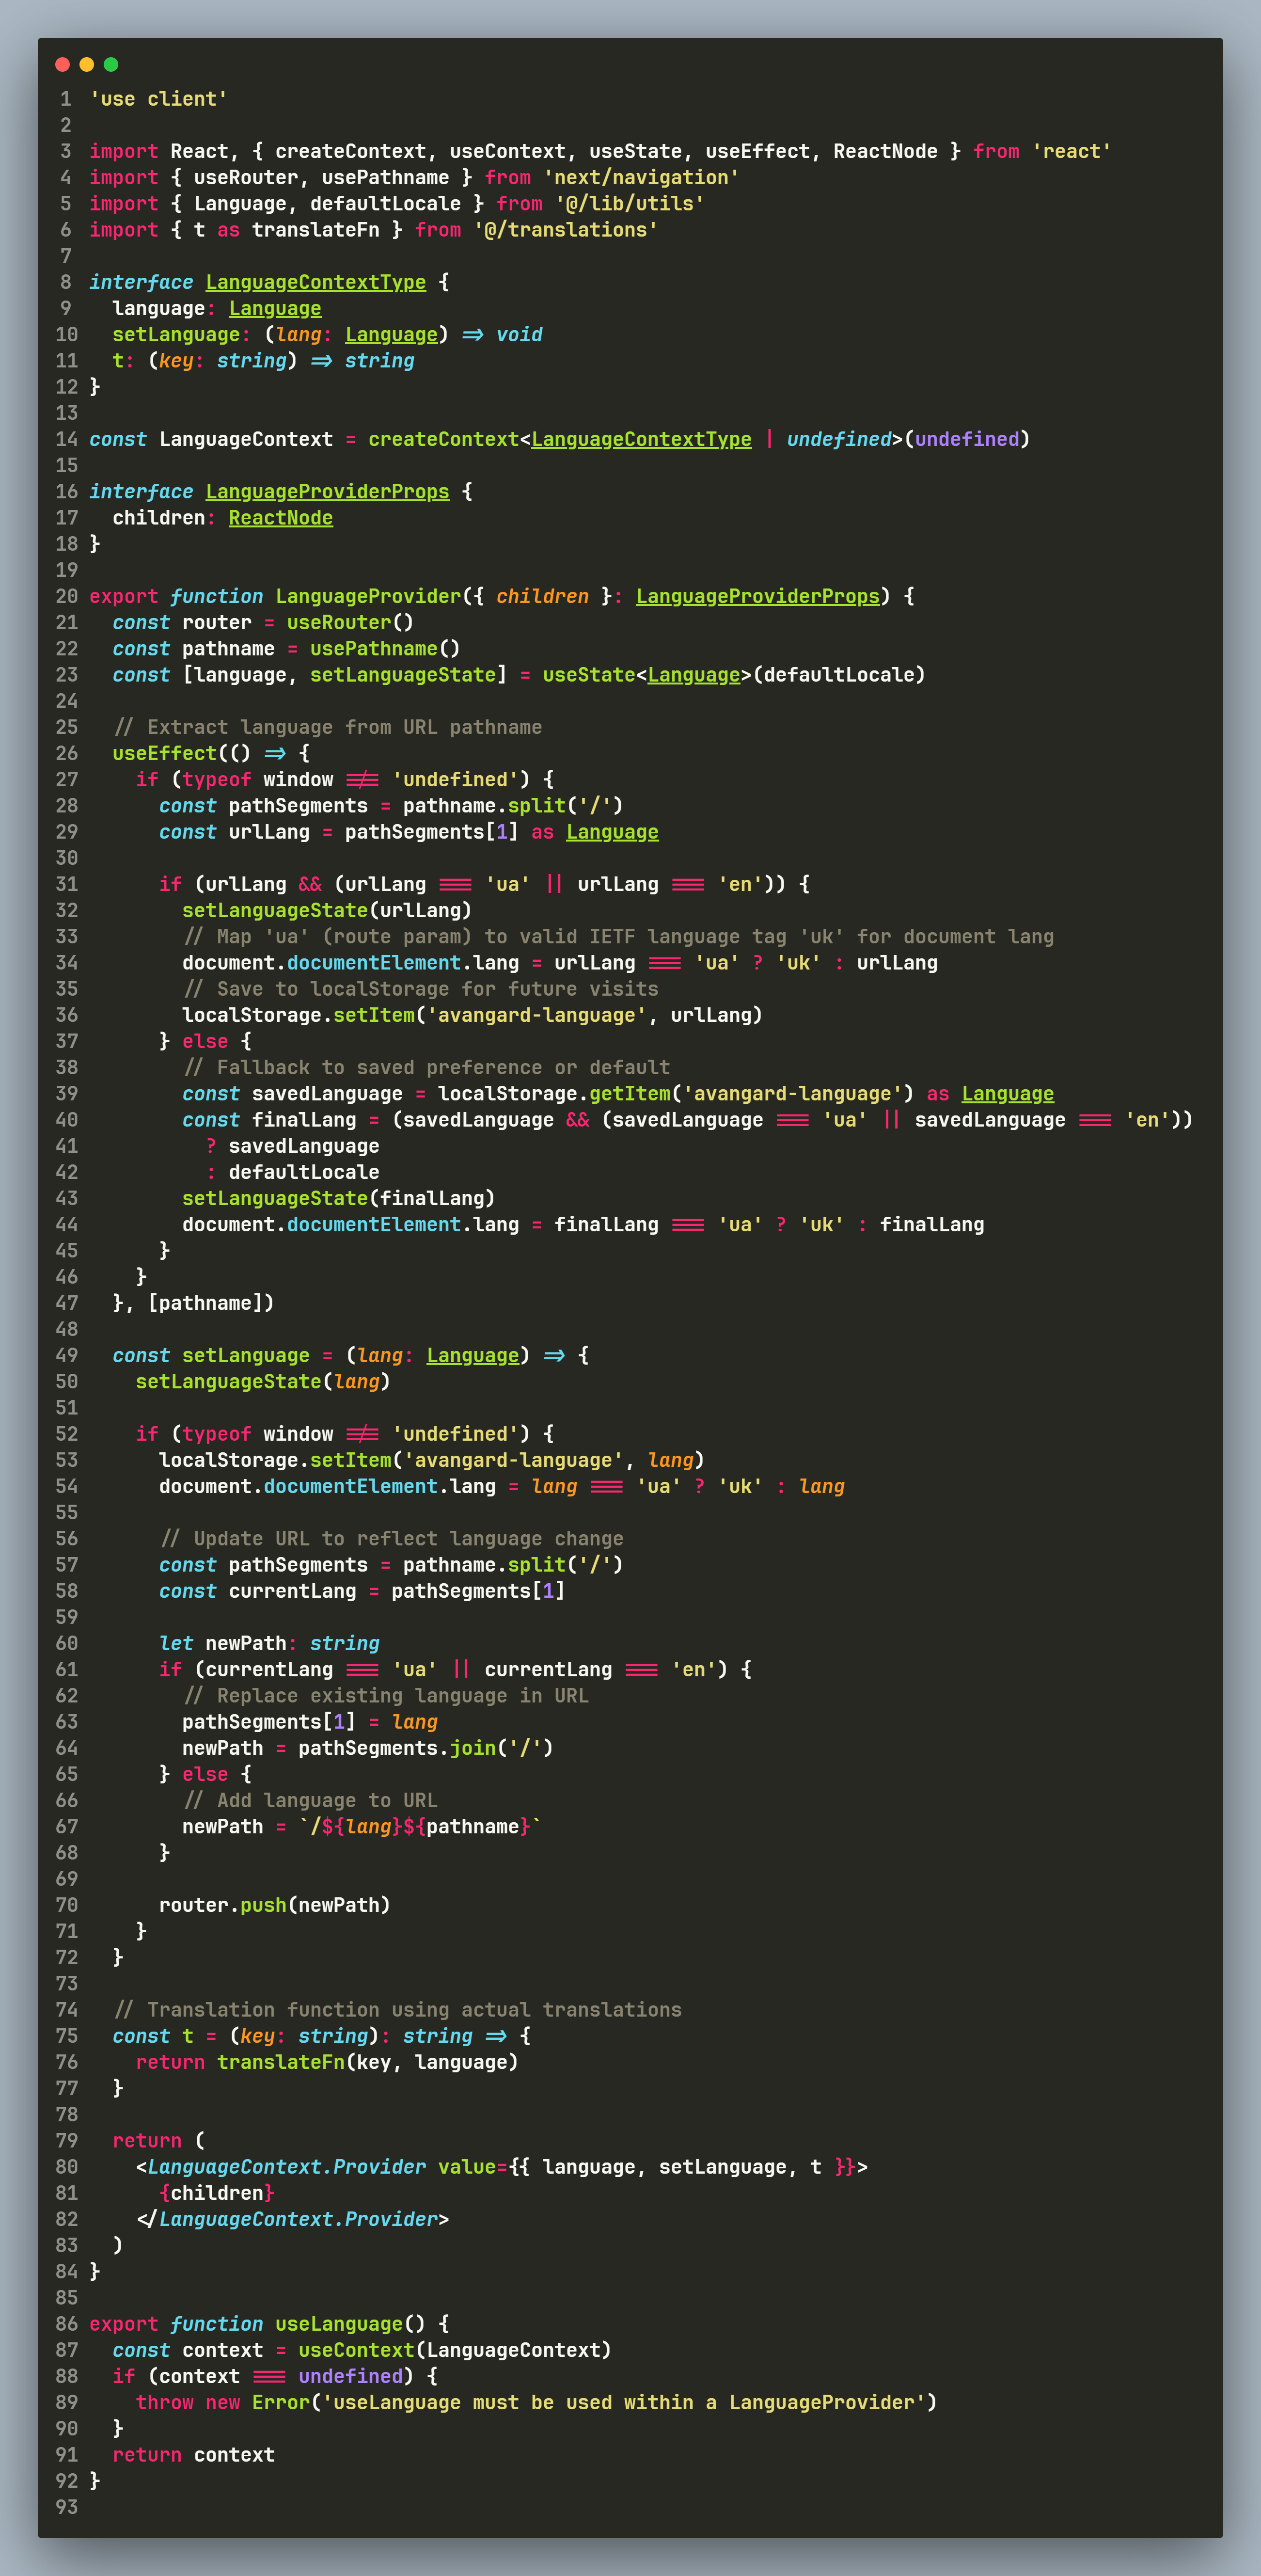 1 'use client'
2
3 import React, { createContext, useContext, useState, useEffect, ReactNode } from 'react'
4 import { useRouter, usePathname } from 'next/navigation'
5 import { Language, defaultLocale } from '@/lib/utils'
6 import { t as translateFn } from '@/translations'
7
8 interface LanguageContextType {
9   language: Language
10   setLanguage: (lang: Language) => void
11   t: (key: string) => string
12 }
13
14 const LanguageContext = createContext<LanguageContextType | undefined>(undefined)
15
16 interface LanguageProviderProps {
17   children: ReactNode
18 }
19
20 export function LanguageProvider({ children }: LanguageProviderProps) {
21   const router = useRouter()
22   const pathname = usePathname()
23   const [language, setLanguageState] = useState<Language>(defaultLocale)
24
25   // Extract language from URL pathname
26   useEffect(() => {
27     if (typeof window !== 'undefined') {
28       const pathSegments = pathname.split('/')
29       const urlLang = pathSegments[1] as Language
30
31       if (urlLang && (urlLang === 'ua' || urlLang === 'en')) {
32         setLanguageState(urlLang)
33         // Map 'ua' (route param) to valid IETF language tag 'uk' for document lang
34         document.documentElement.lang = urlLang === 'ua' ? 'uk' : urlLang
35         // Save to localStorage for future visits
36         localStorage.setItem('avangard-language', urlLang)
37       } else {
38         // Fallback to saved preference or default
39         const savedLanguage = localStorage.getItem('avangard-language') as Language
40         const finalLang = (savedLanguage && (savedLanguage === 'ua' || savedLanguage === 'en'))
41           ? savedLanguage
42           : defaultLocale
43         setLanguageState(finalLang)
44         document.documentElement.lang = finalLang === 'ua' ? 'uk' : finalLang
45       }
46     }
47   }, [pathname])
48
49   const setLanguage = (lang: Language) => {
50     setLanguageState(lang)
51
52     if (typeof window !== 'undefined') {
53       localStorage.setItem('avangard-language', lang)
54       document.documentElement.lang = lang === 'ua' ? 'uk' : lang
55
56       // Update URL to reflect language change
57       const pathSegments = pathname.split('/')
58       const currentLang = pathSegments[1]
59
60       let newPath: string
61       if (currentLang === 'ua' || currentLang === 'en') {
62         // Replace existing language in URL
63         pathSegments[1] = lang
64         newPath = pathSegments.join('/')
65       } else {
66         // Add language to URL
67         newPath = `/${lang}${pathname}`
68       }
69
70       router.push(newPath)
71     }
72   }
73
74   // Translation function using actual translations
75   const t = (key: string): string => {
76     return translateFn(key, language)
77   }
78
79   return (
80     <LanguageContext.Provider value={{ language, setLanguage, t }}>
81       {children}
82     </LanguageContext.Provider>
83   )
84 }
85
86 export function useLanguage() {
87   const context = useContext(LanguageContext)
88   if (context === undefined) {
89     throw new Error('useLanguage must be used within a LanguageProvider')
90   }
91   return context
92 }
93